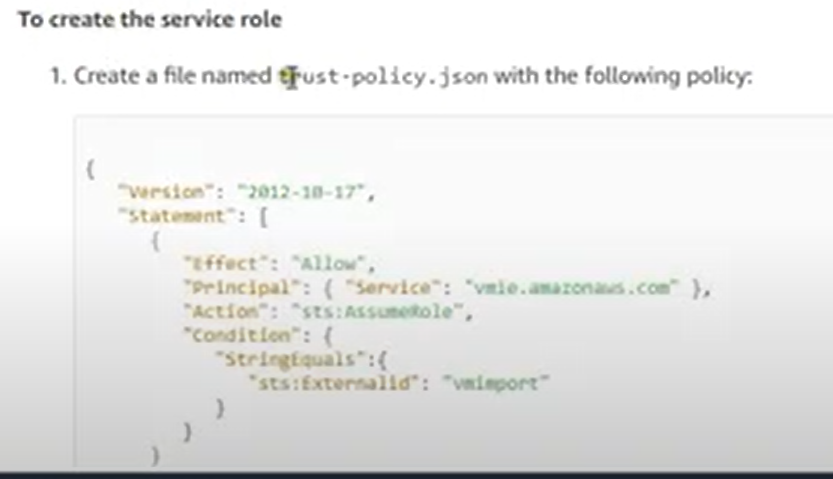 To create the service role
1. Create a file named trust-policy.json with the following policy:
{
"Version": "2012-10-17",
"Statement": [
{
"Effect": "Allow",
"Principal": { "Service": "vmie.amazonaws.com" },
"Action": "sts:AssumeRole",
"Condition": {
"StringEquals":{
"sts:Externalid": "vmimport"
}
}
}